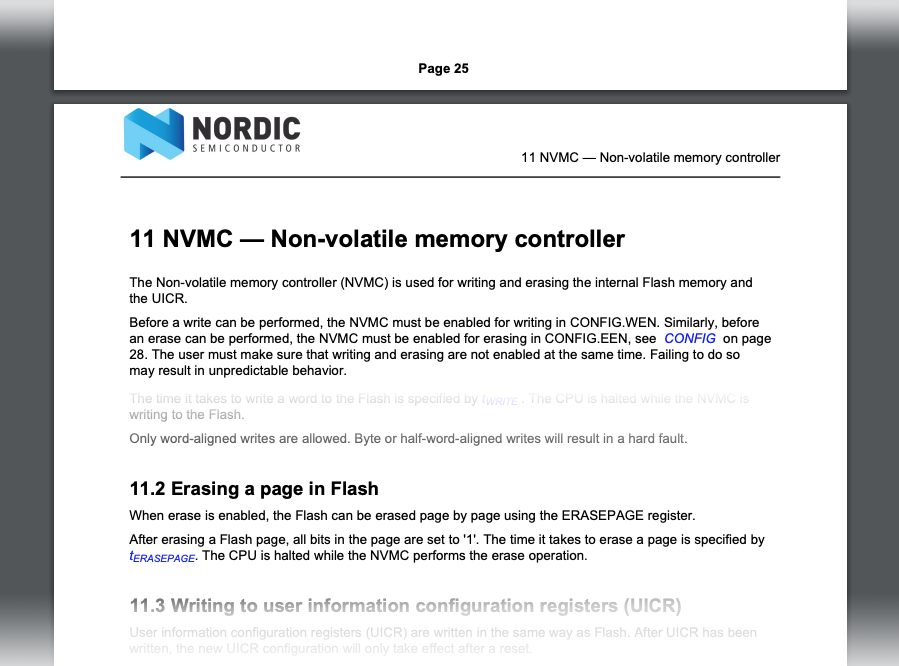 Page 25
NORDIC
SEMICONDUCTOR
11 NVMC — Non-volatile memory controller
11 NVMC — Non-volatile memory controller
The Non-volatile memory controller (NVMC) is used for writing and erasing the internal Flash memory and
the UICR.
Before a write can be performed, the NVMC must be enabled for writing in CONFIG.WEN. Similarly, before
an erase can be performed, the NVMC must be enabled for erasing in CONFIG.EEN, see CONFIG on page
28. The user must make sure that writing and erasing are not enabled at the same time. Failing to do so
may result in unpredictable behavior.
The time it takes to write a word to the Flash is specified by tWRITE . The CPU is halted while the NVMC is
writing to the Flash.
Only word-aligned writes are allowed. Byte or half-word-aligned writes will result in a hard fault.
11.2 Erasing a page in Flash
When erase is enabled, the Flash can be erased page by page using the ERASEPAGE register.
After erasing a Flash page, all bits in the page are set to '1'. The time it takes to erase a page is specified by
tERASEPAGE. The CPU is halted while the NVMC performs the erase operation.
11.3 Writing to user information configuration registers (UICR)
User information configuration registers (UICR) are written in the same way as Flash. After UICR has been
written, the new UICR configuration will only take effect after a reset.